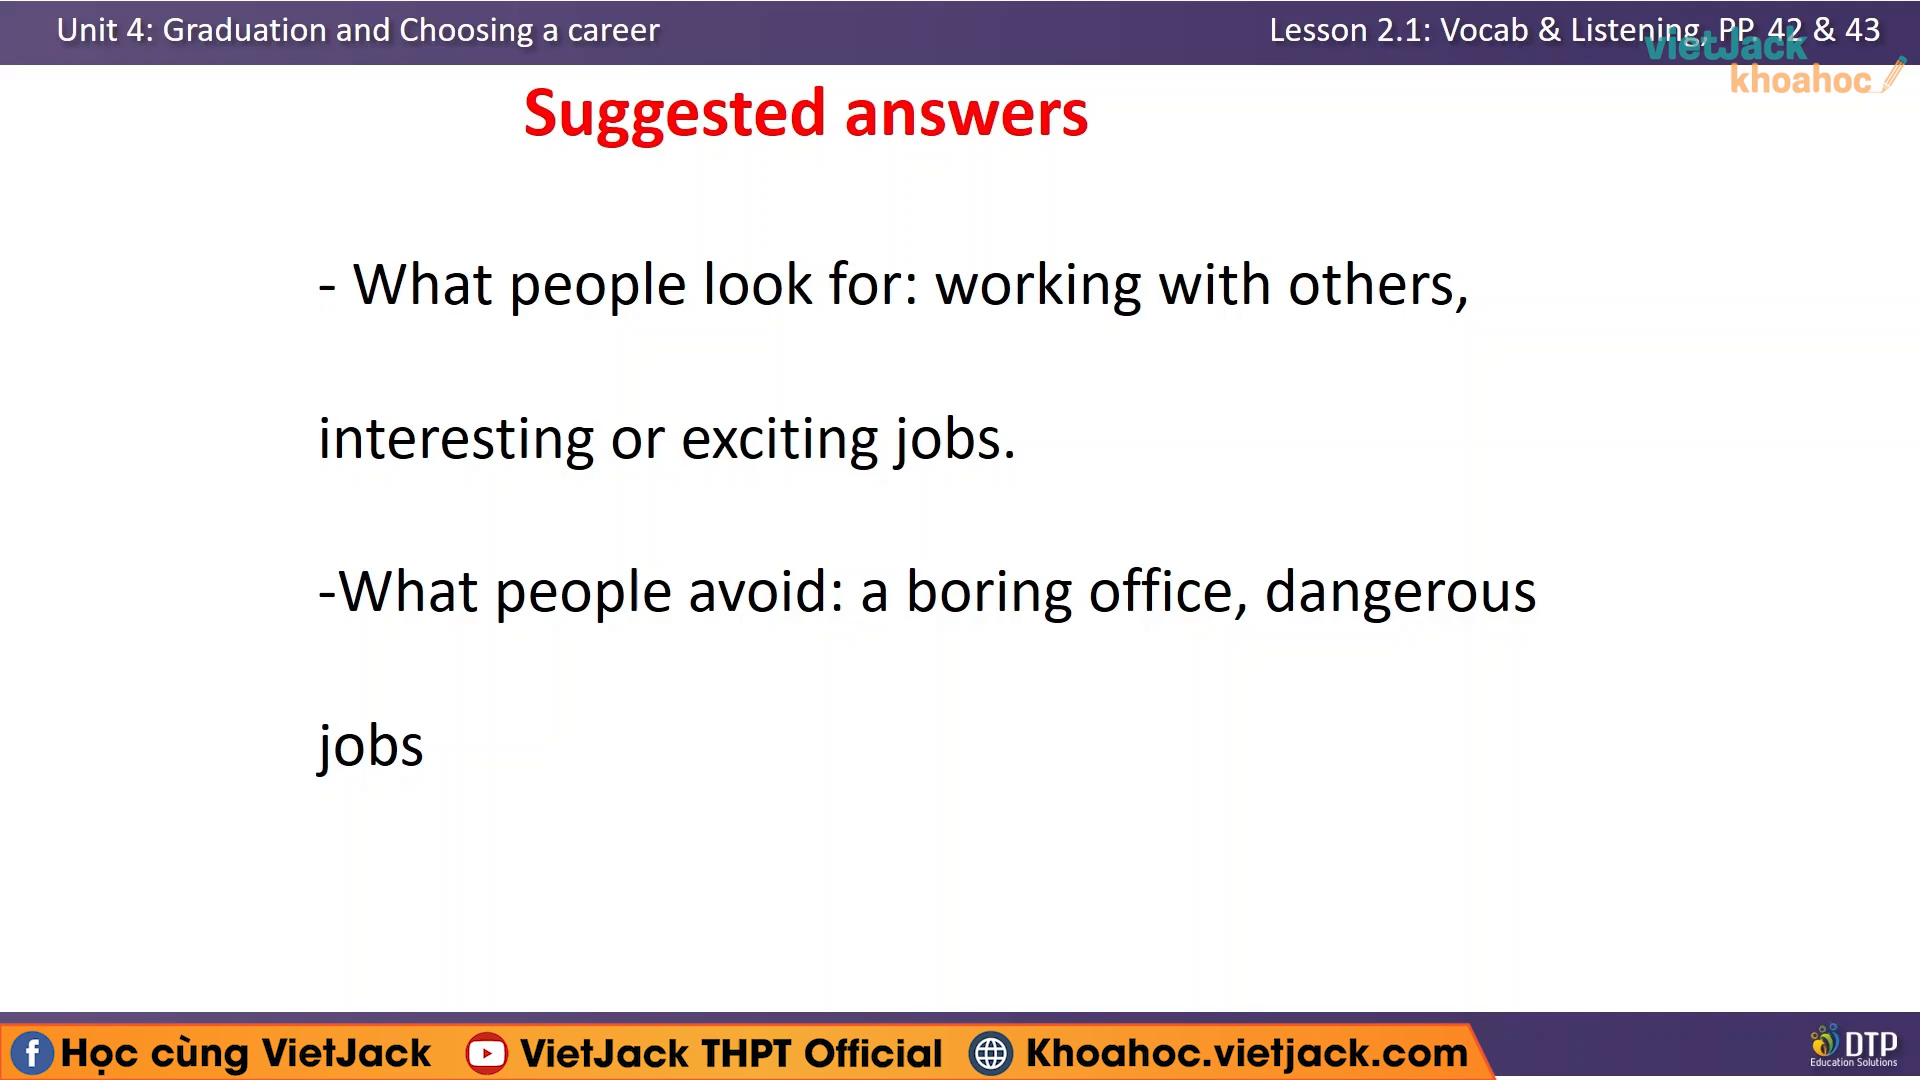 Unit 4: Graduation and Choosing a career
Lesson 2.1: Vocab & Listening, PP. 42 & 43
vietJack
khoahoc
Suggested answers
- What people look for: working with others,
interesting or exciting jobs.
-What people avoid: a boring office, dangerous
jobs
Học cùng VietJack
VietJack THPT Official
Khoahoc.vietjack.com
DTP
Education Solutions